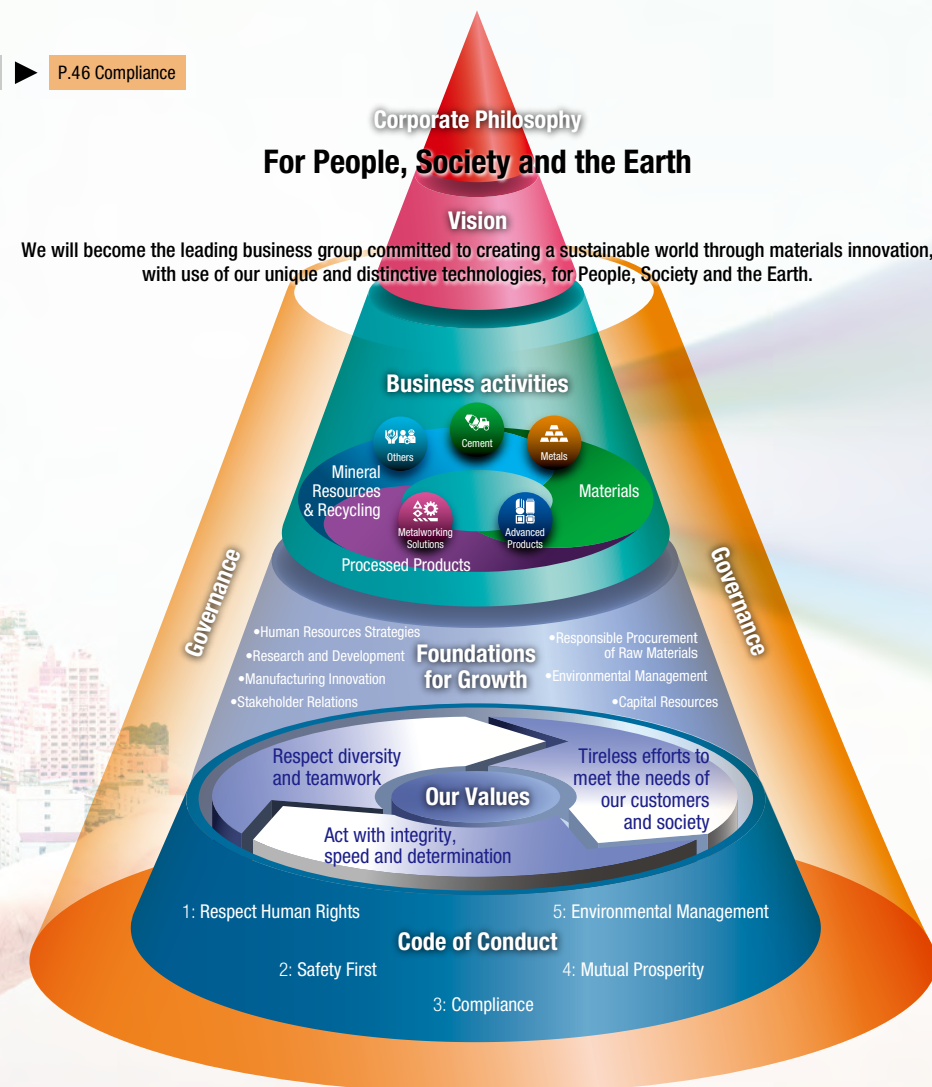 P.46 Compliance
Corporate Philosophy
For People, Society and the Earth
Vision
We will become the leading business group committed to creating a sustainable world through materials innovation,
with use of our unique and distinctive technologies, for People, Society and the Earth.
Business activities
Others
Cement
Metals
Mineral
Resources
& Recycling
Materials
Metalworking
Solutions
Advanced
Products
Processed Products
Governance
Governance
Foundations
for Growth
•Human Resources Strategies
•Research and Development
•Manufacturing Innovation
•Stakeholder Relations
•Responsible Procurement
of Raw Materials
•Environmental Management
•Capital Resources
Respect diversity
and teamwork
Tireless efforts to
meet the needs of
our customers
and society
Our Values
Act with integrity,
speed and determination
1: Respect Human Rights
5: Environmental Management
Code of Conduct
2: Safety First
4: Mutual Prosperity
3: Compliance